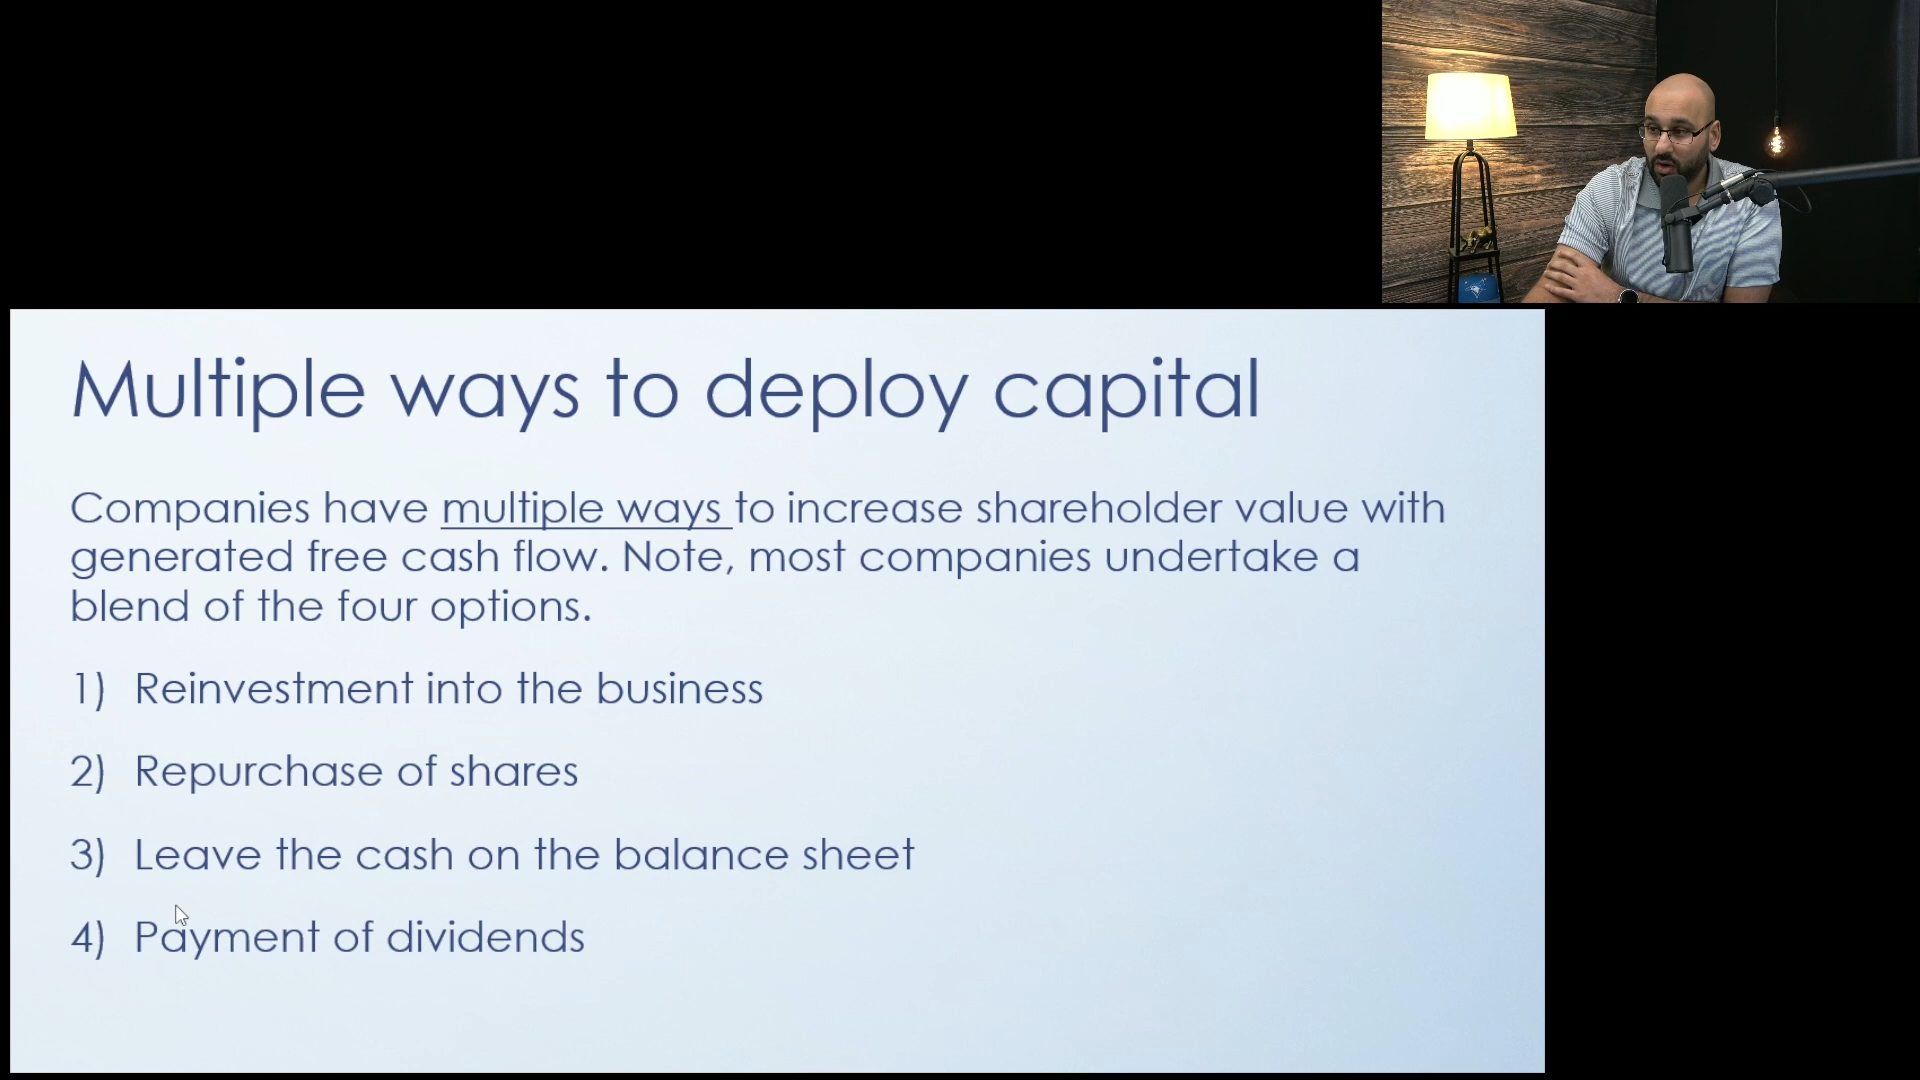 Multiple ways to deploy capital
Companies have multiple ways to increase shareholder value with
generated free cash flow. Note, most companies undertake a
blend of the four options.
1) Reinvestment into the business
2) Repurchase of shares
3) Leave the cash on the balance sheet
4) Payment of dividends